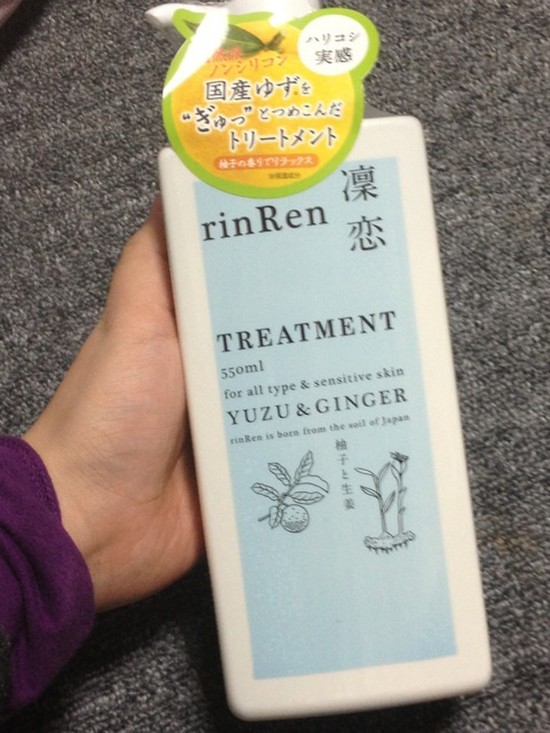 ノンシリコン
国産ゆずを
“ぎゅっ”とつめこんだ
トリートメント
柚子の香りでリラックス
ハリコシ
実感
rinRen
凜恋
TREATMENT
550ml
for all type & sensitive skin
YUZU & GINGER
rinRen is born from the soil of Japan
柚子と生姜